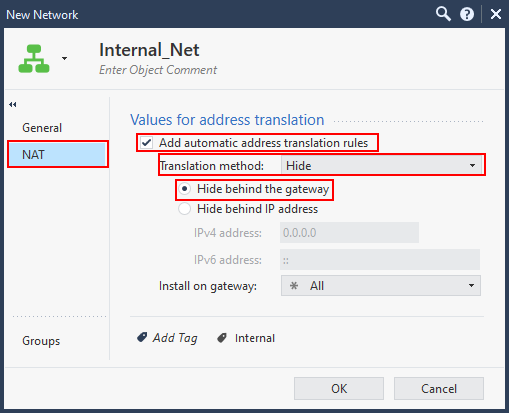 New Network
Internal_Net
Enter Object Comment
General
NAT
Groups
Values for address translation
Add automatic address translation rules
Translation method: Hide
Hide behind the gateway
Hide behind IP address
IPv4 address: 0.0.0.0
IPv6 address: ::
Install on gateway: * All
Add Tag Internal
OK Cancel